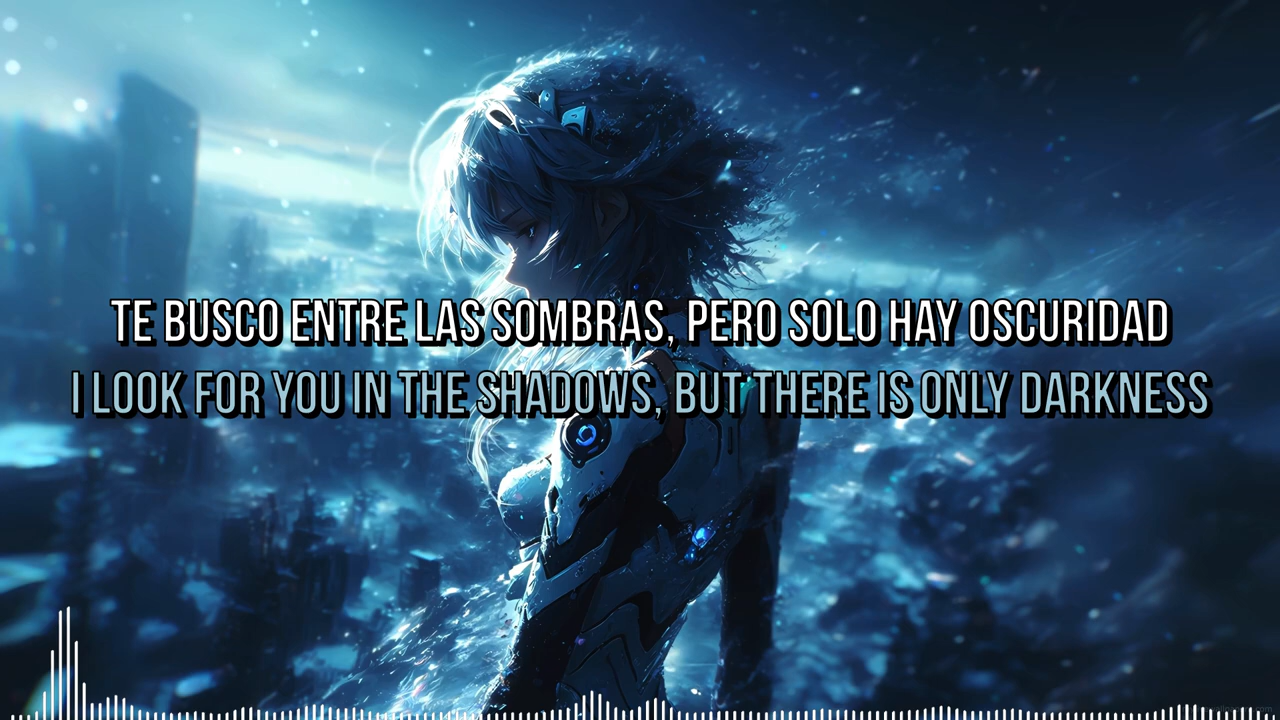 TE BUSCO ENTRE LAS SOMBRAS, PERO SOLO HAY OSCURIDAD
I LOOK FOR YOU IN THE SHADOWS, BUT THERE IS ONLY DARKNESS